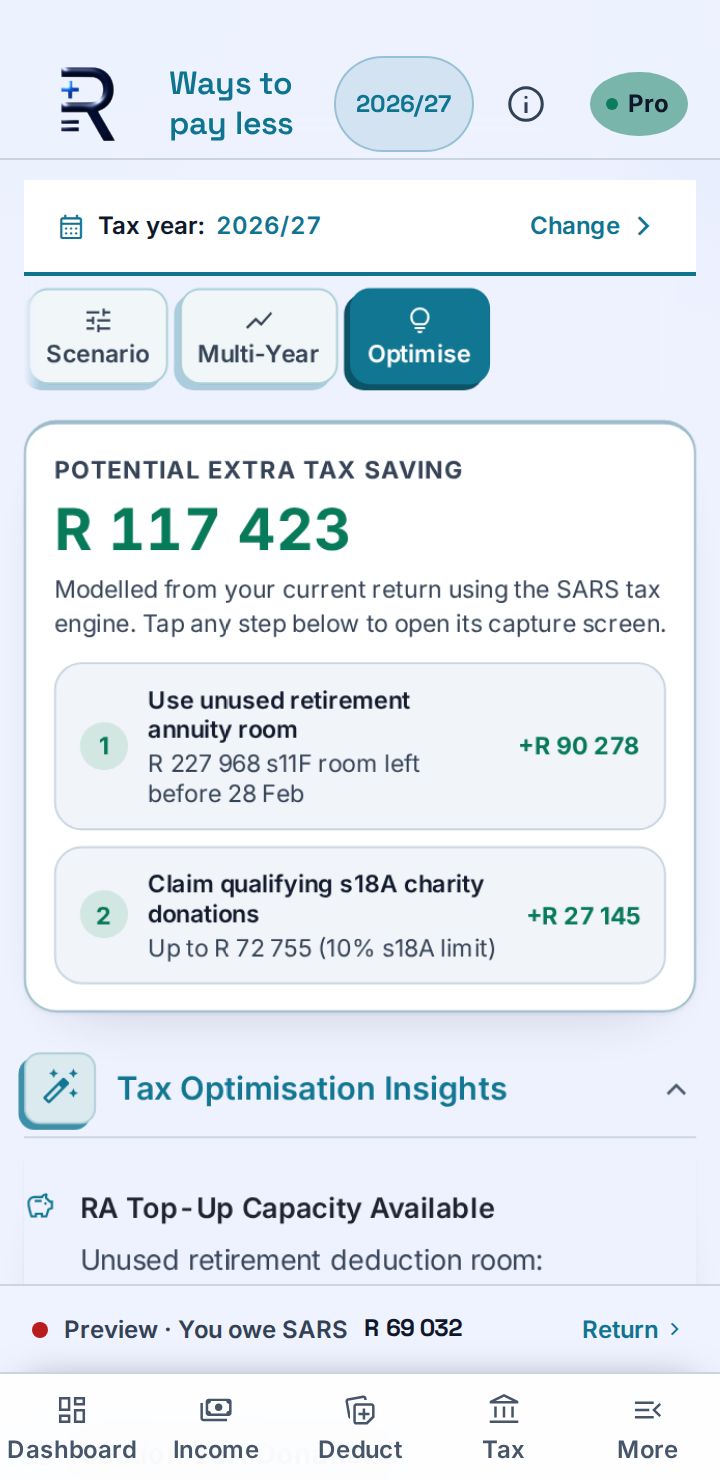 Ways to
pay less
2026/27
Pro
Tax year: 2026/27
Change
Scenario
Multi-Year
Optimise
POTENTIAL EXTRA TAX SAVING
R 117 423
Modelled from your current return using the SARS tax
engine. Tap any step below to open its capture screen.
1
Use unused retirement
annuity room
R 227 968 s11F room left
before 28 Feb
+R 90 278
2
Claim qualifying s18A charity
donations
Up to R 72 755 (10% s18A limit)
+R 27 145
Tax Optimisation Insights
RA Top-Up Capacity Available
Unused retirement deduction room:
Preview · You owe SARS R 69 032
Return
Dashboard
Income
Deduct
Tax
More